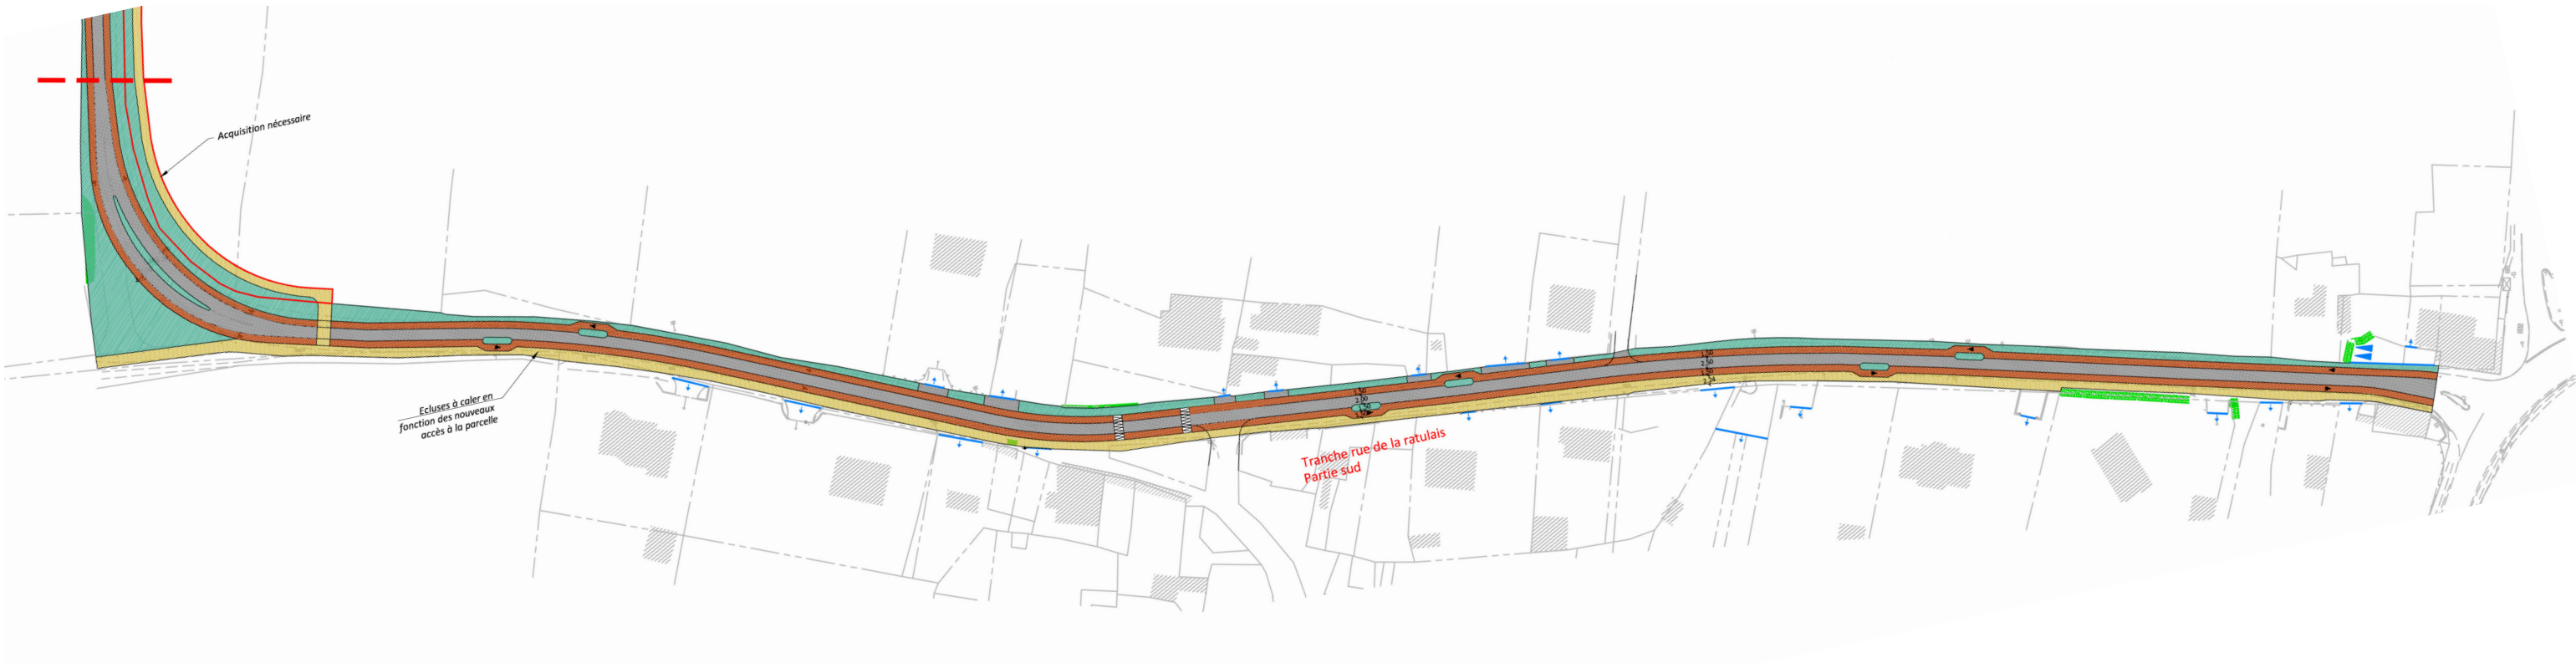 Acquisition nécessaire
Ecluses à caler en
fonction des nouveaux
accès à la parcelle
Tranche rue de la ratulais
Partie sud